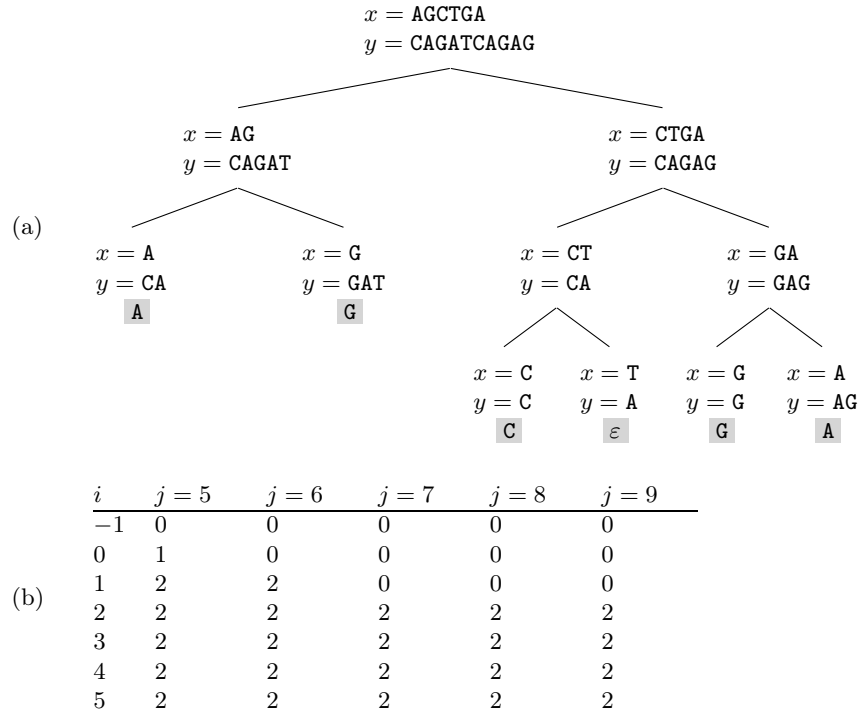 x = AGCTGA
y = CAGATCAGAG
x = AG
y = CAGAT
x = CTGA
y = CAGAG
(a)
x = A
y = CA
A
x = G
y = GAT
G
x = CT
y = CA
x = GA
y = GAG
x = C
y = C
C
x = T
y = A
ε
x = G
y = G
G
x = A
y = AG
A
(b)
i j = 5 j = 6 j = 7 j = 8 j = 9
−1 0 0 0 0 0
0 1 0 0 0 0
1 2 2 0 0 0
2 2 2 2 2 2
3 2 2 2 2 2
4 2 2 2 2 2
5 2 2 2 2 2